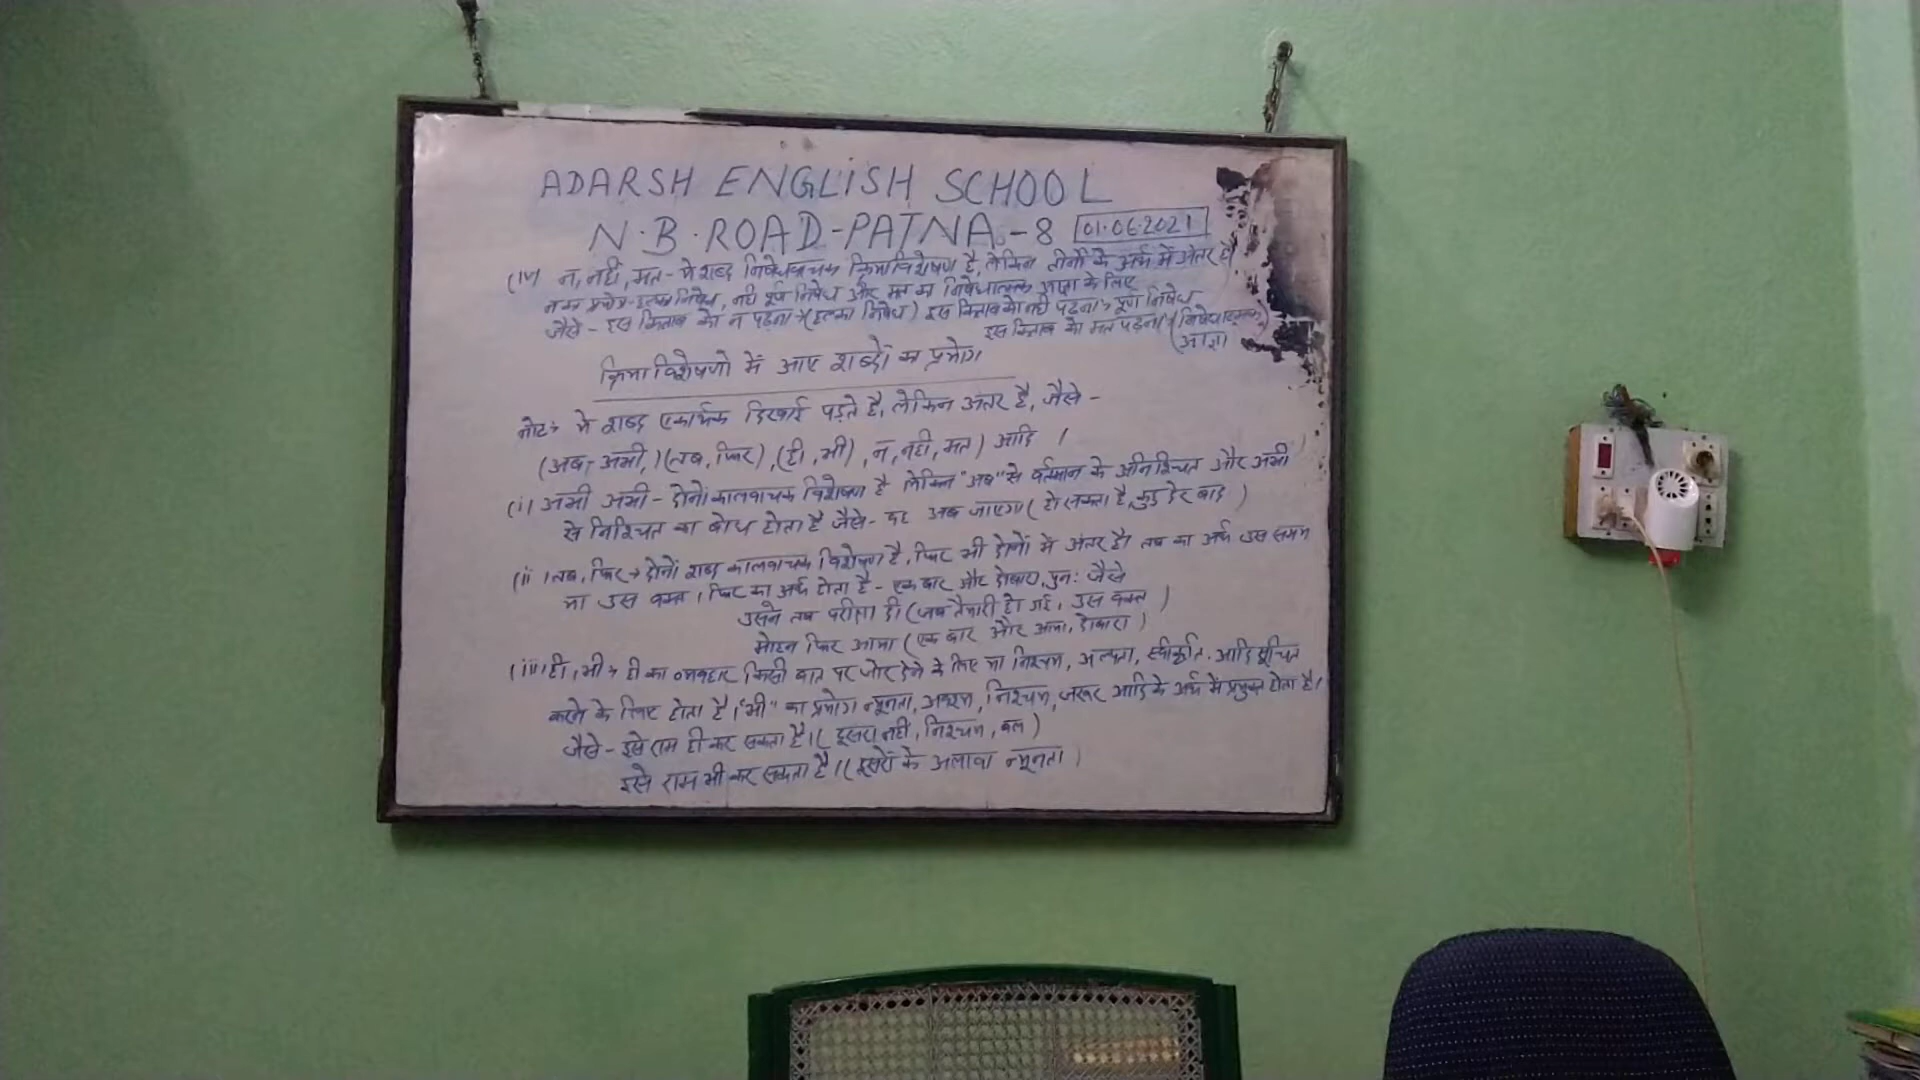 ADARSH ENGLISH SCHOOL
N.B. ROAD-PATNA-8 01.06.2021
(iv) न, नहीं, मत - ये शब्द निषेधवाचक क्रियाविशेषण है, लेकिन तीनों के अर्थ में अंतर है।
न का प्रयोग-हल्का निषेध, नही पूर्ण निषेध और मत का निषेधात्मक आज्ञा के लिए
जैसे - इस किताब को न पढ़ना → (हल्का निषेध) इस किताब को नहीं पढ़ना → पूर्ण निषेध
इस किताब को मत पढ़ना → (निषेधात्मक)
(आज्ञा
क्रिया विशेषणों में आए शब्दों का प्रयोग
नोट → ये शब्द एकार्थक दिखाई पड़ते है, लेकिन अंतर है, जैसे -
(अब, अभी,) (तब, फिर), (ही, भी), न, नहीं, मत) आदि ।
(i) अभी अभी - दोनों कालवाचक विशेषण है लेकिन "अब" से वर्तमान के अनिश्चित और अभी
से निश्चित का बोध होता है जैसे - वह अब जाएगा (हो सकता है, कुछ देर बाद)
(ii) तब, फिर → दोनों शब्द कालवाचक विशेषण है, फिर भी दोनों में अंतर है। तब का अर्थ उस समय
या उस वक्त । फिर का अर्थ होता है - एक बार और दोबारा, पुनः जैसे
उसने तब परीक्षा दी (जब तैयारी हो गई, उस वक्त)
मोहन फिर आया (एक बार और आया, दोबारा)
(iii) ही, भी → ही का व्यवहार किसी बात पर जोर देने के लिए या निश्चय, अल्पता, स्वीकृति आदि सूचित
करने के लिए होता है। "भी" का प्रयोग न्यूनता, अवश्य, निश्चय, जरूर आदि के अर्थ में प्रयुक्त होता है।
जैसे - इसे राम ही कर सकता है। (दूसरा नहीं, निश्चय, बल)
इसे राम भी कर सकता है। (दूसरों के अलावा न्यूनता)